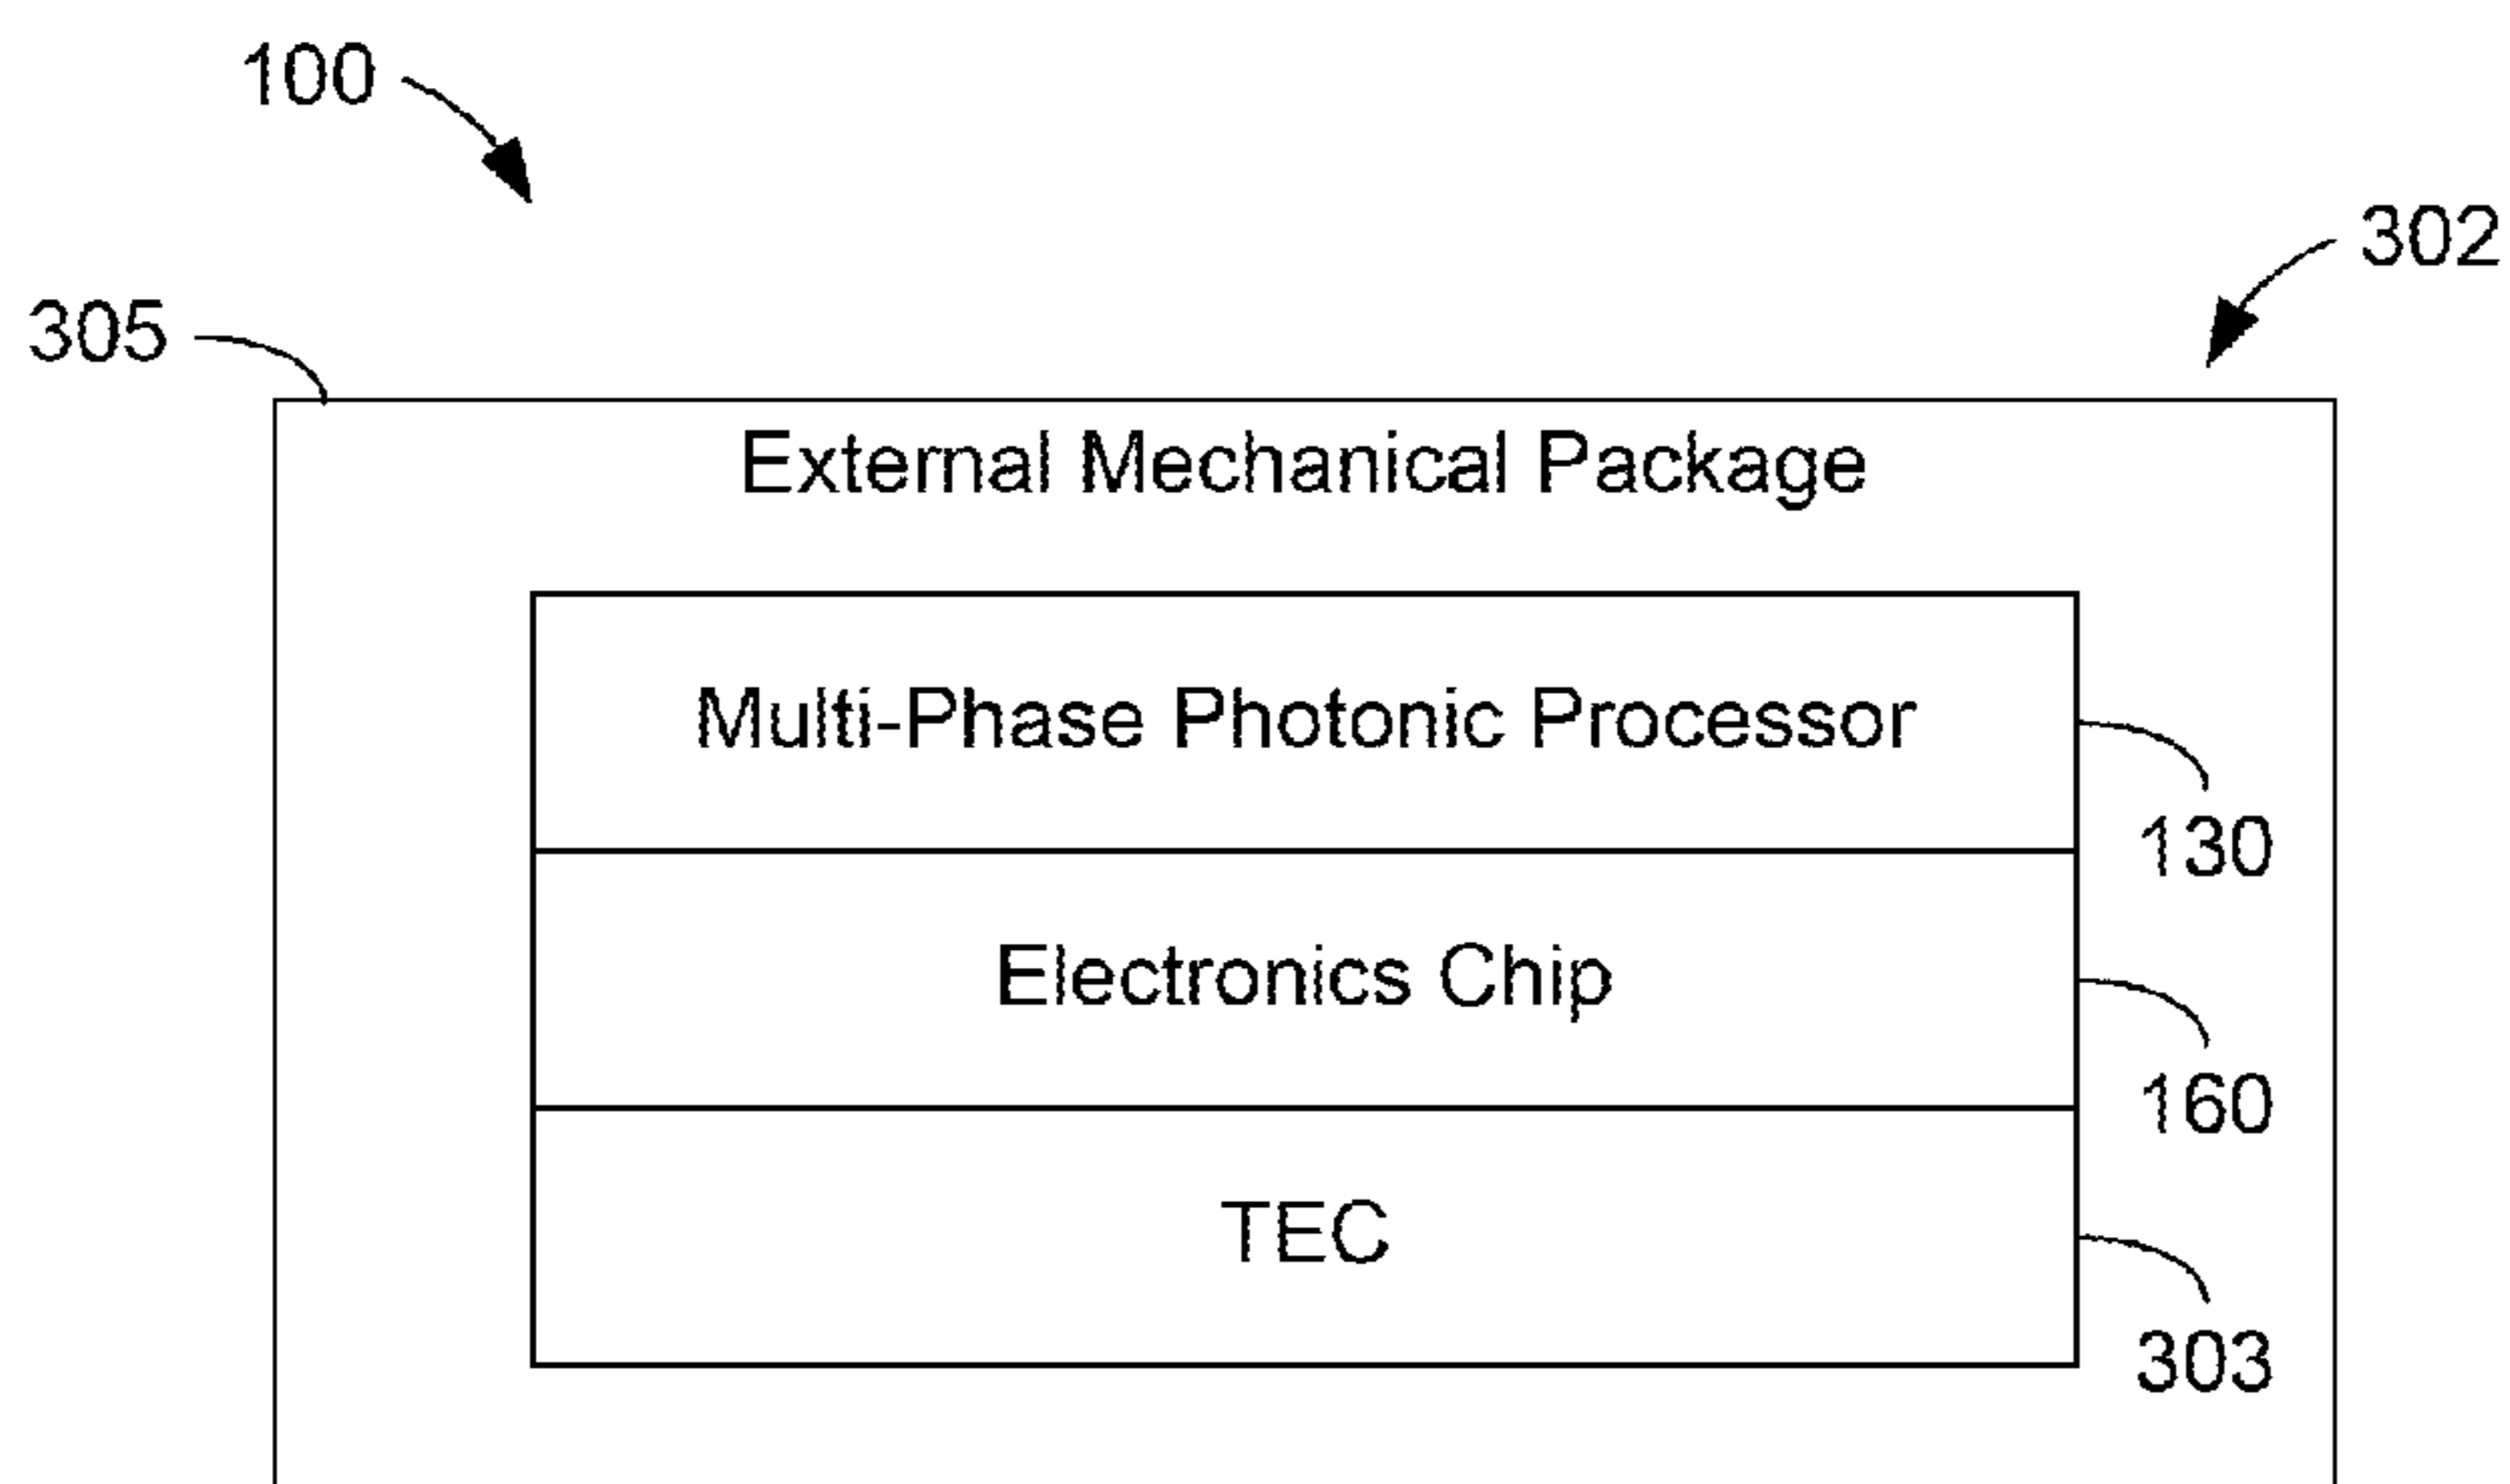 100
302
305
External Mechanical Package
Multi-Phase Photonic Processor
130
Electronics Chip
160
TEC
303